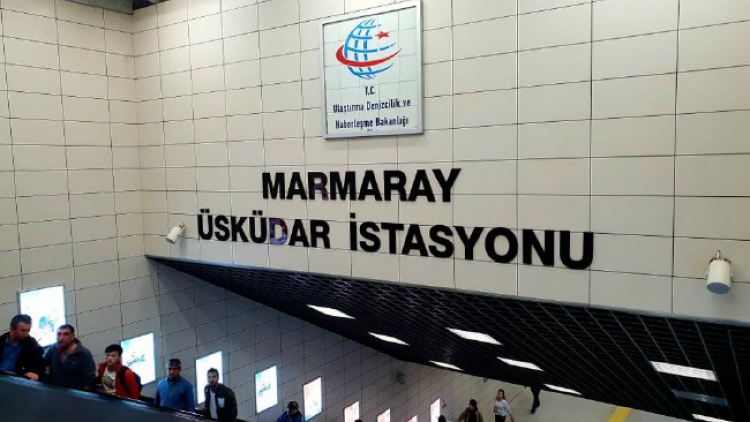 T.C.
Ulaştırma Denizcilik ve
Haberleşme Bakanlığı
MARMARAY
ÜSKÜDAR İSTASYONU